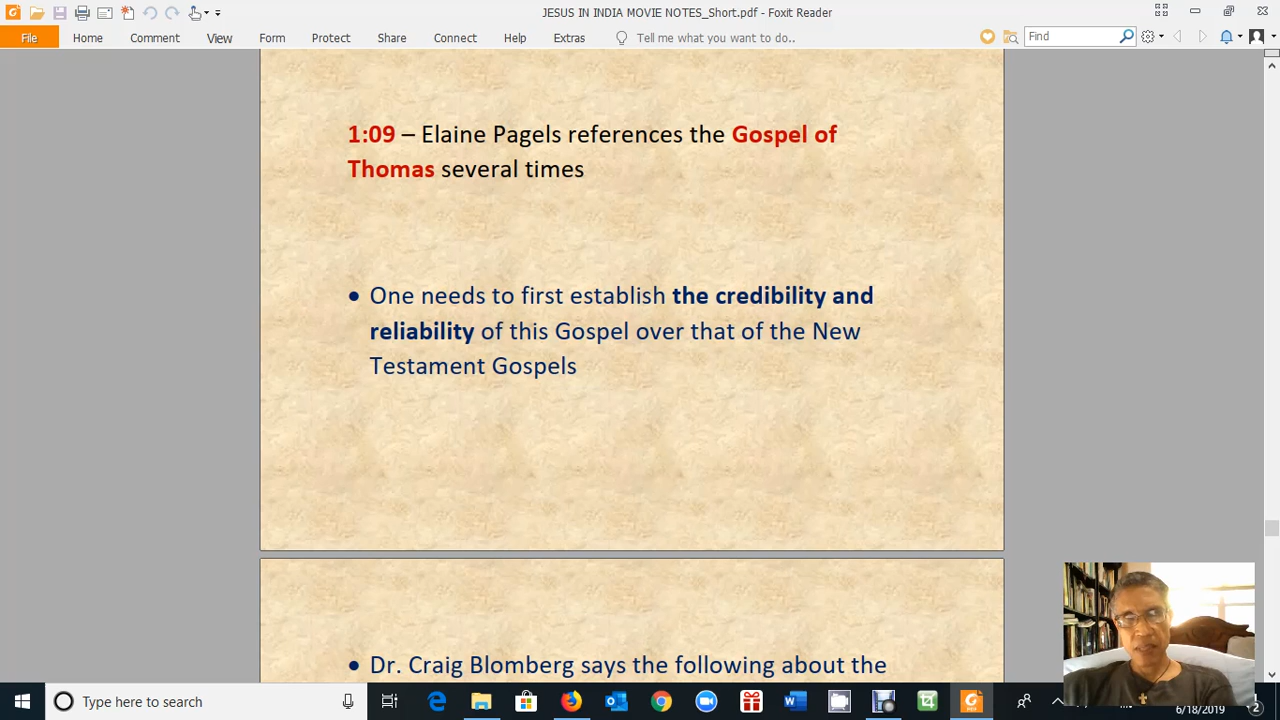 JESUS IN INDIA MOVIE NOTES_Short.pdf - Foxit Reader
File Home Comment View Form Protect Share Connect Help Extras Tell me what you want to do.. Find
1:09 – Elaine Pagels references the Gospel of
Thomas several times
• One needs to first establish the credibility and
reliability of this Gospel over that of the New
Testament Gospels
• Dr. Craig Blomberg says the following about the
Type here to search
6/18/2019
2